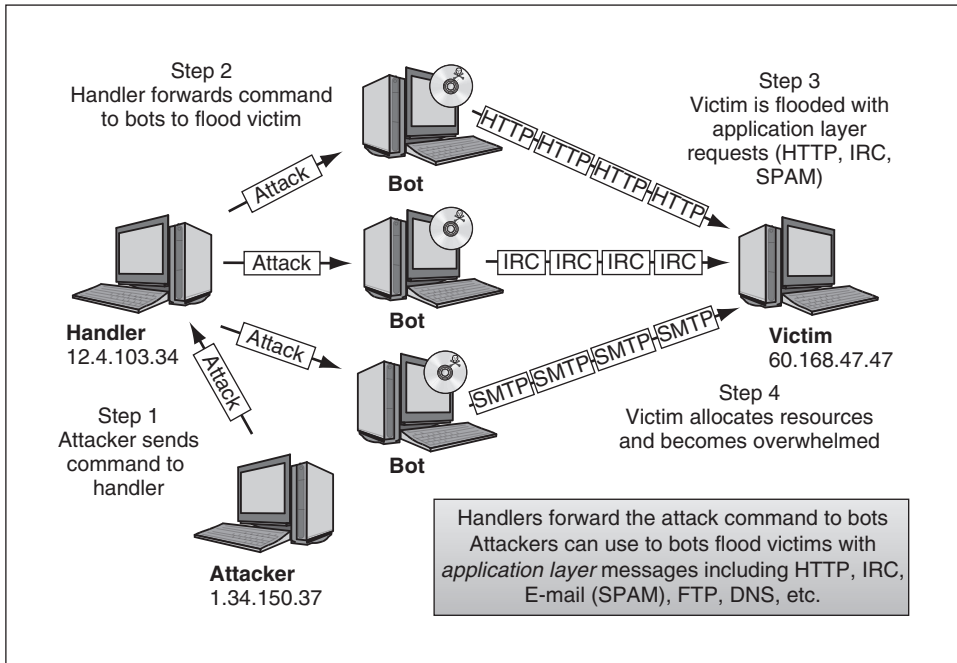 Step 2
Handler forwards command
to bots to flood victim
Step 3
Victim is flooded with
application layer
requests (HTTP, IRC,
SPAM)
Attack
Bot
HTTP HTTP HTTP HTTP
Attack
Bot
IRC IRC IRC IRC
Handler
12.4.103.34
Attack
Bot
SMTP SMTP SMTP SMTP
Victim
60.168.47.47
Attack
Step 1
Attacker sends
command to
handler
Step 4
Victim allocates resources
and becomes overwhelmed
Attacker
1.34.150.37
Handlers forward the attack command to bots
Attackers can use to bots flood victims with
application layer messages including HTTP, IRC,
E-mail (SPAM), FTP, DNS, etc.